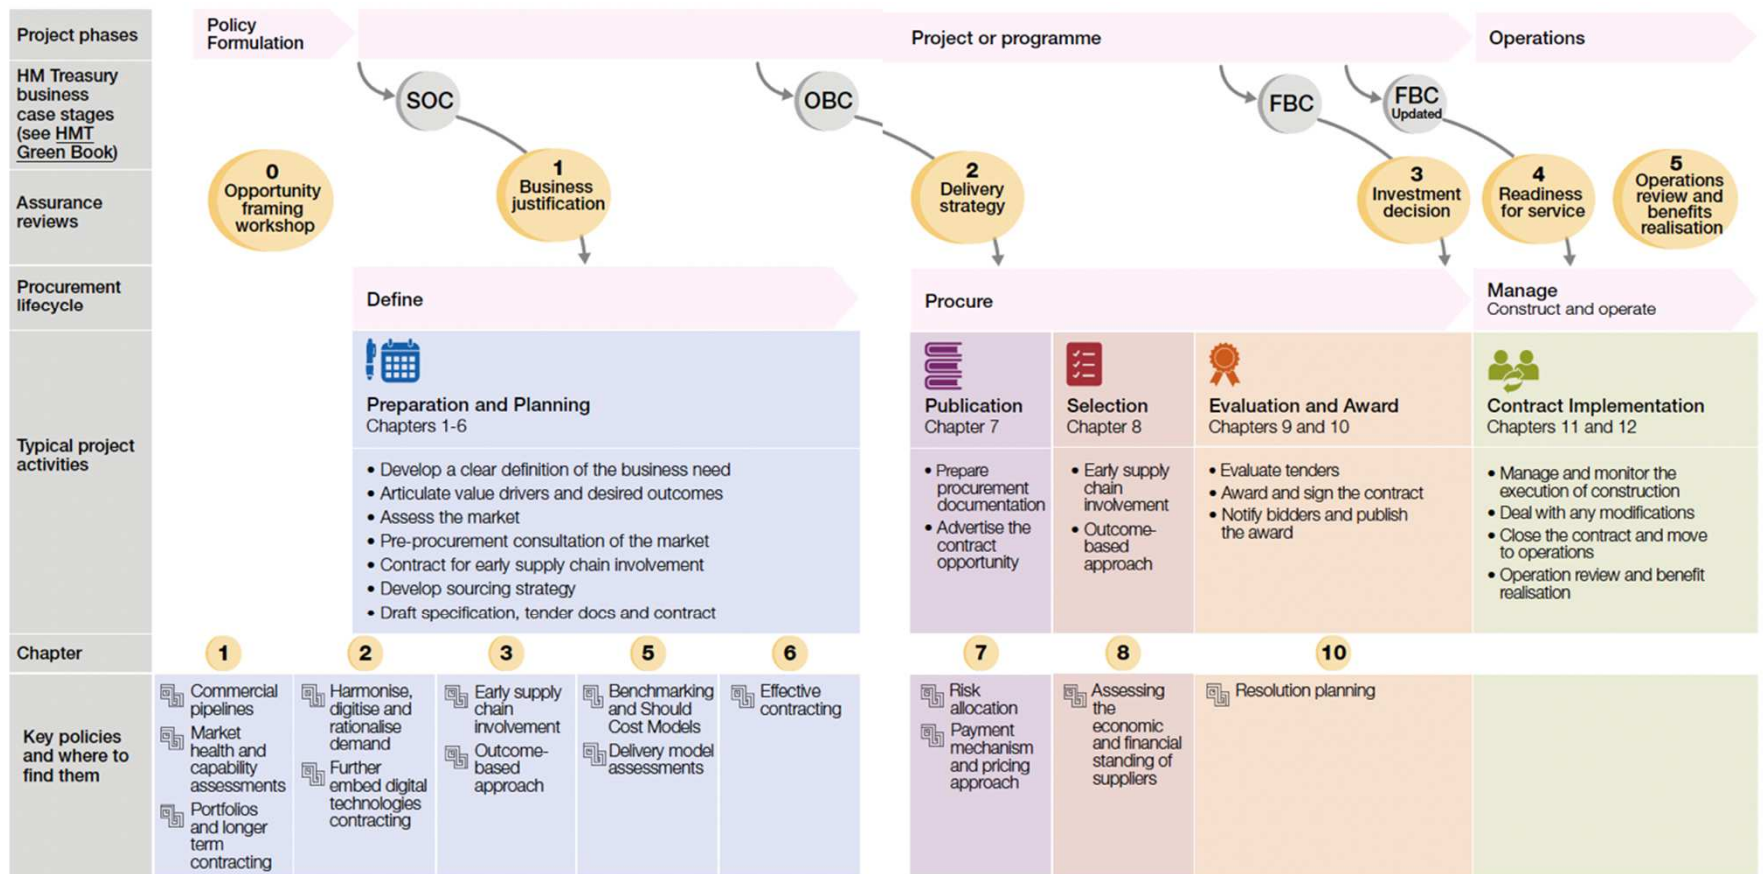 Project phases
Policy
Formulation
Project or programme
Operations
HM Treasury
business
case stages
(see HMT
Green Book)
SOC
OBC
FBC
FBC
Updated
Assurance
reviews
0
Opportunity
framing
workshop
1
Business
justification
2
Delivery
strategy
3
Investment
decision
4
Readiness
for service
5
Operations
review and
benefits
realisation
Procurement
lifecycle
Define
Procure
Manage
Construct and operate
Typical project
activities
Preparation and Planning
Chapters 1-6
• Develop a clear definition of the business need
• Articulate value drivers and desired outcomes
• Assess the market
• Pre-procurement consultation of the market
• Contract for early supply chain involvement
• Develop sourcing strategy
• Draft specification, tender docs and contract
Publication
Chapter 7
• Prepare
procurement
documentation
• Advertise the
contract
opportunity
Selection
Chapter 8
• Early supply
chain
involvement
• Outcome-
based
approach
Evaluation and Award
Chapters 9 and 10
• Evaluate tenders
• Award and sign the contract
• Notify bidders and publish
the award
Contract Implementation
Chapters 11 and 12
• Manage and monitor the
execution of construction
• Deal with any modifications
• Close the contract and move
to operations
• Operation review and benefit
realisation
Chapter
1
2
3
5
6
7
8
10
Key policies
and where to
find them
Commercial
pipelines
Market
health and
capability
assessments
Portfolios
and longer
term
contracting
Harmonise,
digitise and
rationalise
demand
Further
embed digital
technologies
contracting
Early supply
chain
involvement
Outcome-
based
approach
Benchmarking
and Should
Cost Models
Delivery model
assessments
Effective
contracting
Risk
allocation
Payment
mechanism
and pricing
approach
Assessing
the
economic
and financial
standing of
suppliers
Resolution planning